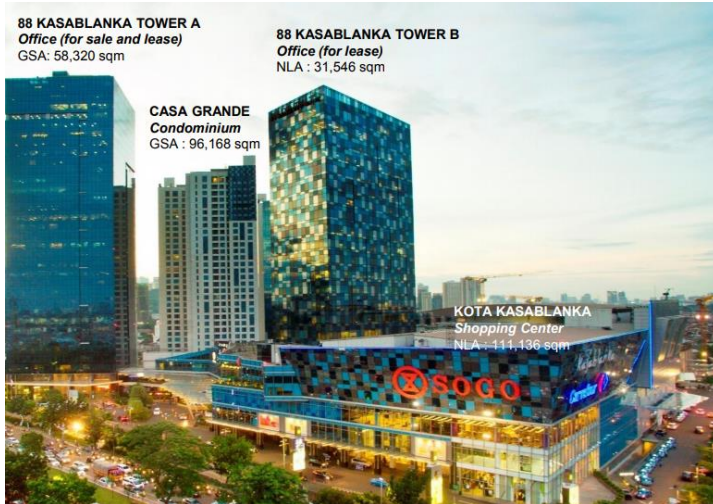 88 KASABLANKA TOWER A
Office (for sale and lease)
GSA: 58,320 sqm
88 KASABLANKA TOWER B
Office (for lease)
NLA : 31,546 sqm
CASA GRANDE
Condominium
GSA : 96,168 sqm
KOTA KASABLANKA
Shopping Center
NLA : 111,136 sqm
SOGO
Carrefour